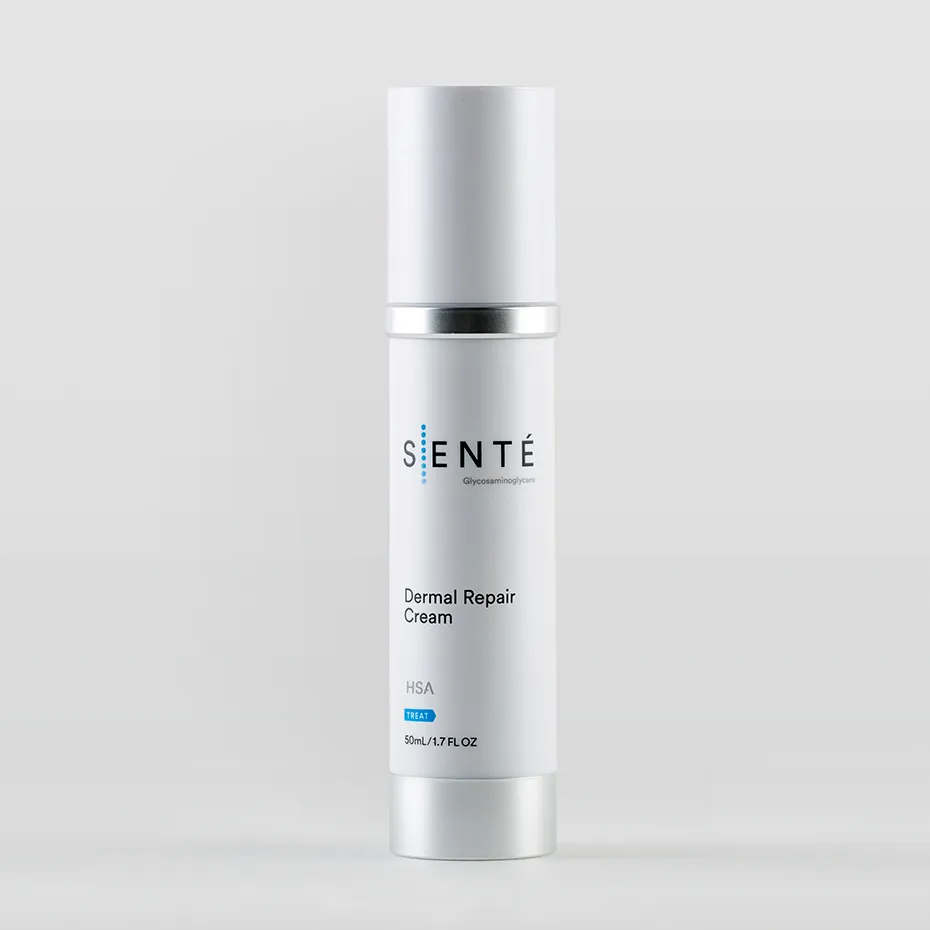 SENTÉ
Glycosaminoglycans
Dermal Repair
Cream
HSA
TREAT
50mL/1.7 FL OZ